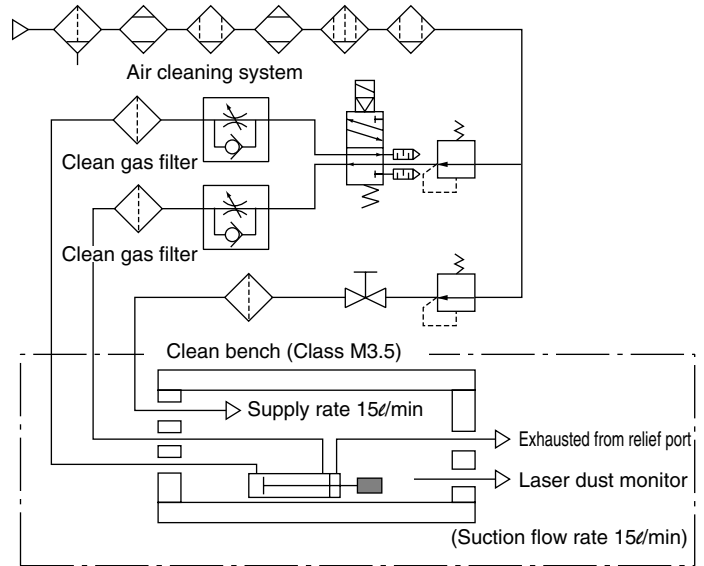 Air cleaning system
Clean gas filter
Clean gas filter
Clean bench (Class M3.5)
Supply rate 15ℓ/min
Exhausted from relief port
Laser dust monitor
(Suction flow rate 15ℓ/min)